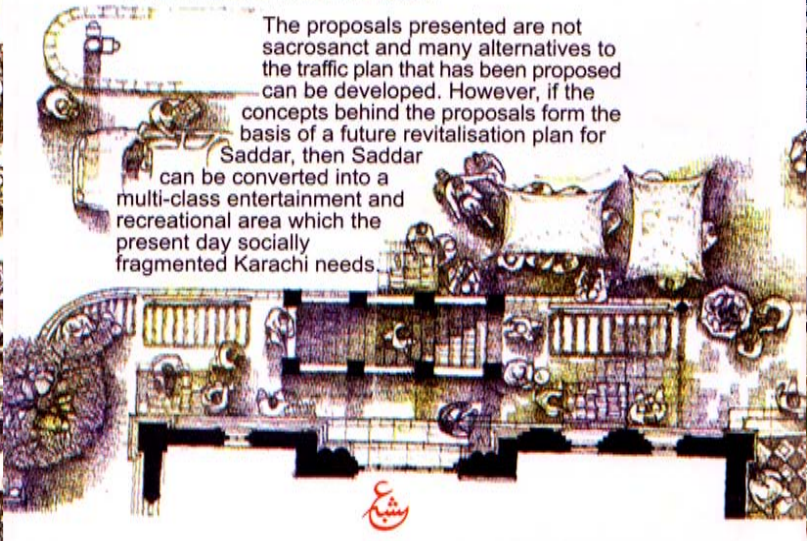 The proposals presented are not
sacrosanct and many alternatives to
the traffic plan that has been proposed
can be developed. However, if the
concepts behind the proposals form the
basis of a future revitalisation plan for
Saddar, then Saddar
can be converted into a
multi-class entertainment and
recreational area which the
present day socially
fragmented Karachi needs.